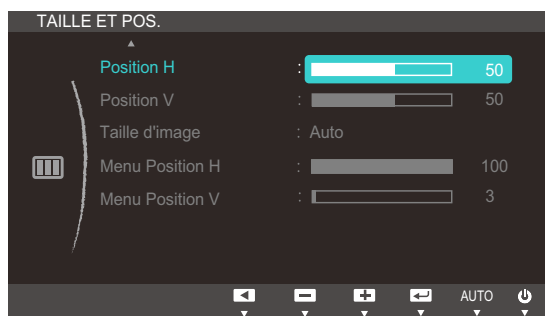 TAILLE ET POS.
Position H : 50
Position V : 50
Taille d'image : Auto
Menu Position H : 100
Menu Position V : 3
AUTO